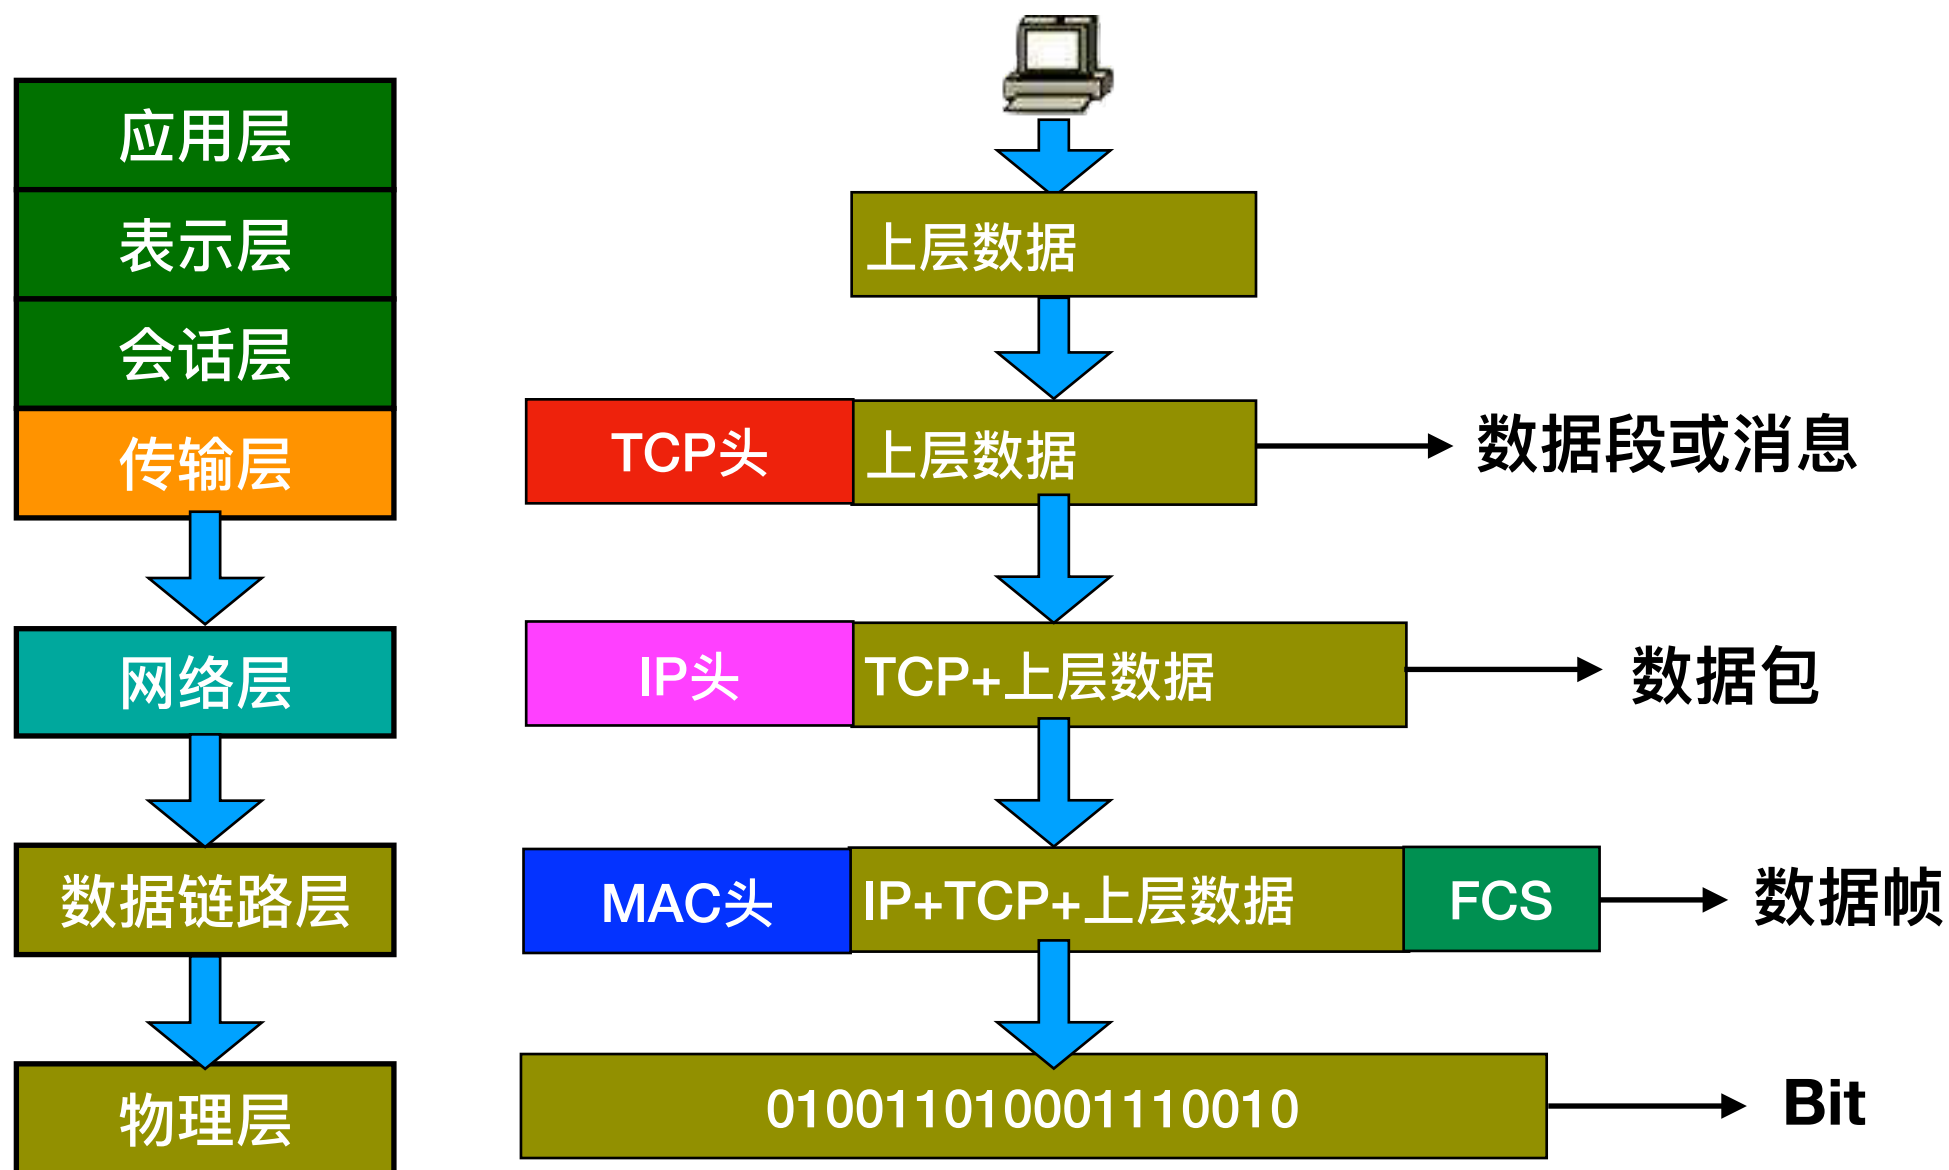 应用层
表示层
上层数据
会话层
传输层
TCP头
上层数据
数据段或消息
网络层
IP头
TCP+上层数据
数据包
数据链路层
MAC头
IP+TCP+上层数据
FCS
数据帧
物理层
010011010001110010
Bit